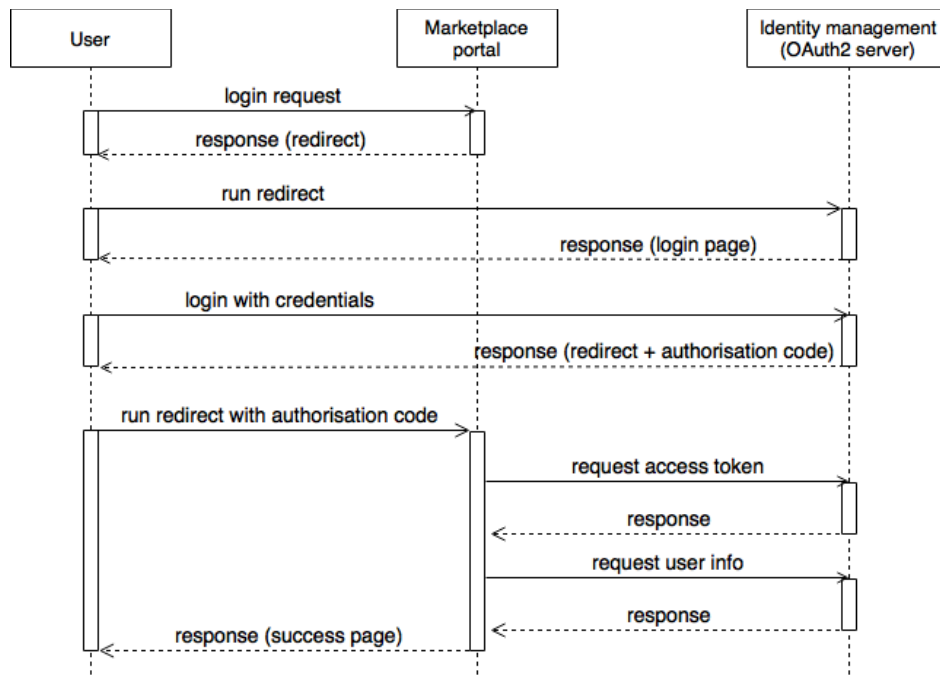 User
Marketplace
portal
Identity management
(OAuth2 server)
login request
response (redirect)
run redirect
response (login page)
login with credentials
response (redirect + authorisation code)
run redirect with authorisation code
request access token
response
request user info
response
response (success page)